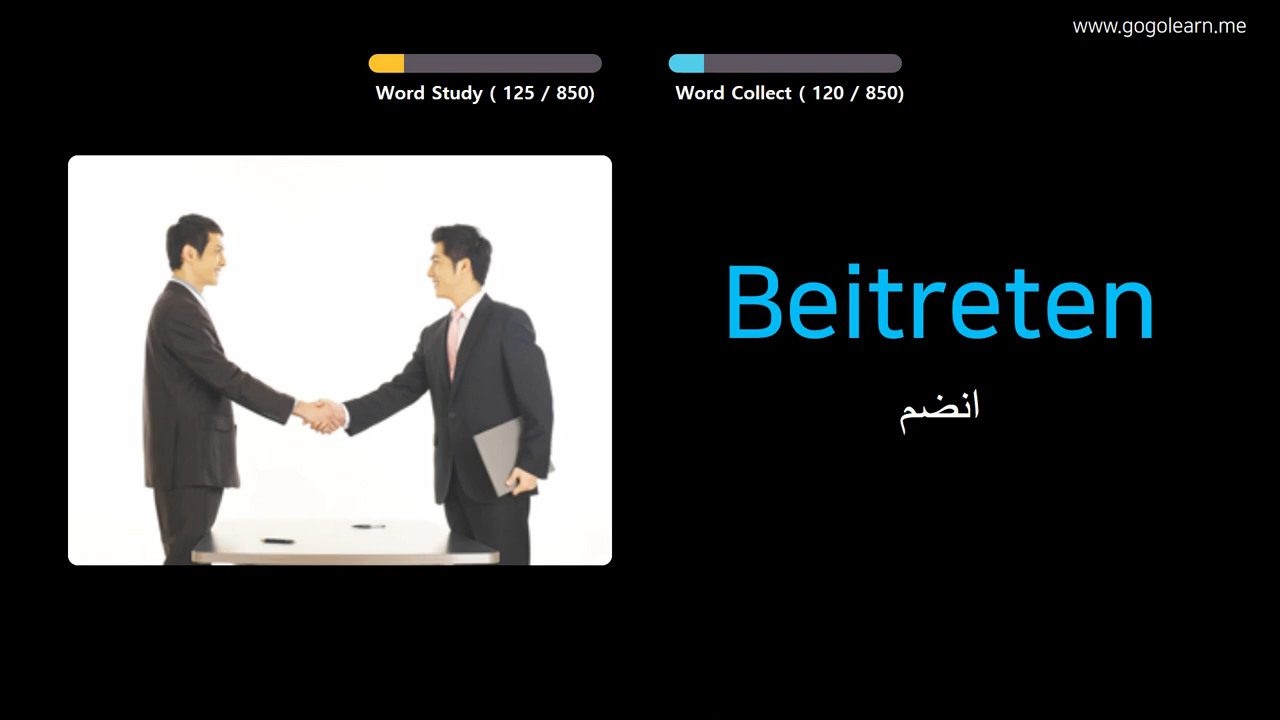 www.gogolearn.me
Word Study ( 125 / 850)
Word Collect ( 120 / 850)
Beitreten
انضم